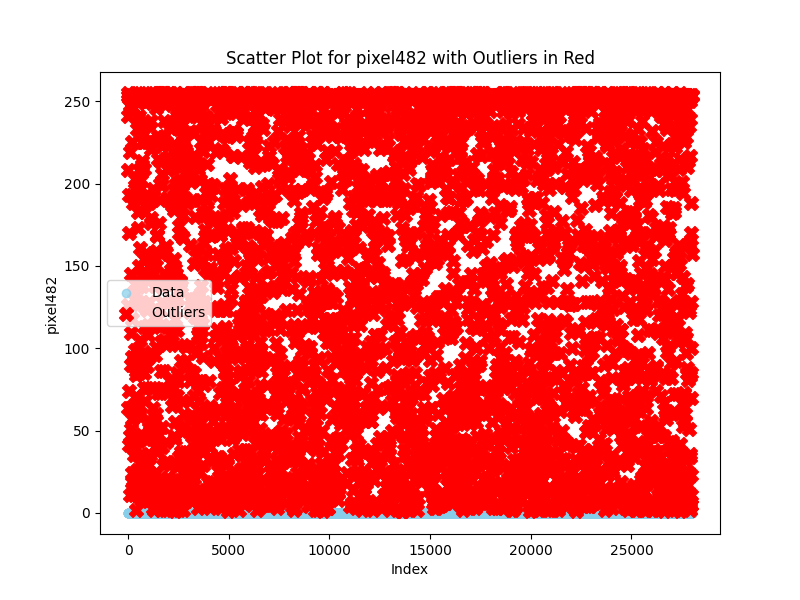 Scatter Plot for pixel482 with Outliers in Red
250
200
150
100
50
0
pixel482
Data
Outliers
0 5000 10000 15000 20000 25000
Index